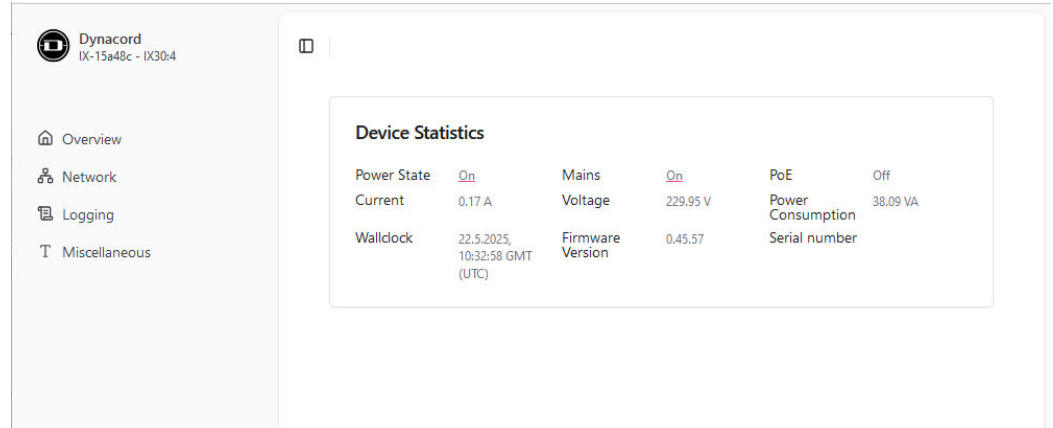 Dynacord
IX-15a48c - IX30:4
Overview
Network
Logging
Miscellaneous
Device Statistics
Power State On Mains On PoE Off
Current 0.17 A Voltage 229.95 V Power Consumption 38.09 VA
Wallclock 22.5.2025, 10:32:58 GMT (UTC) Firmware Version 0.45.57 Serial number